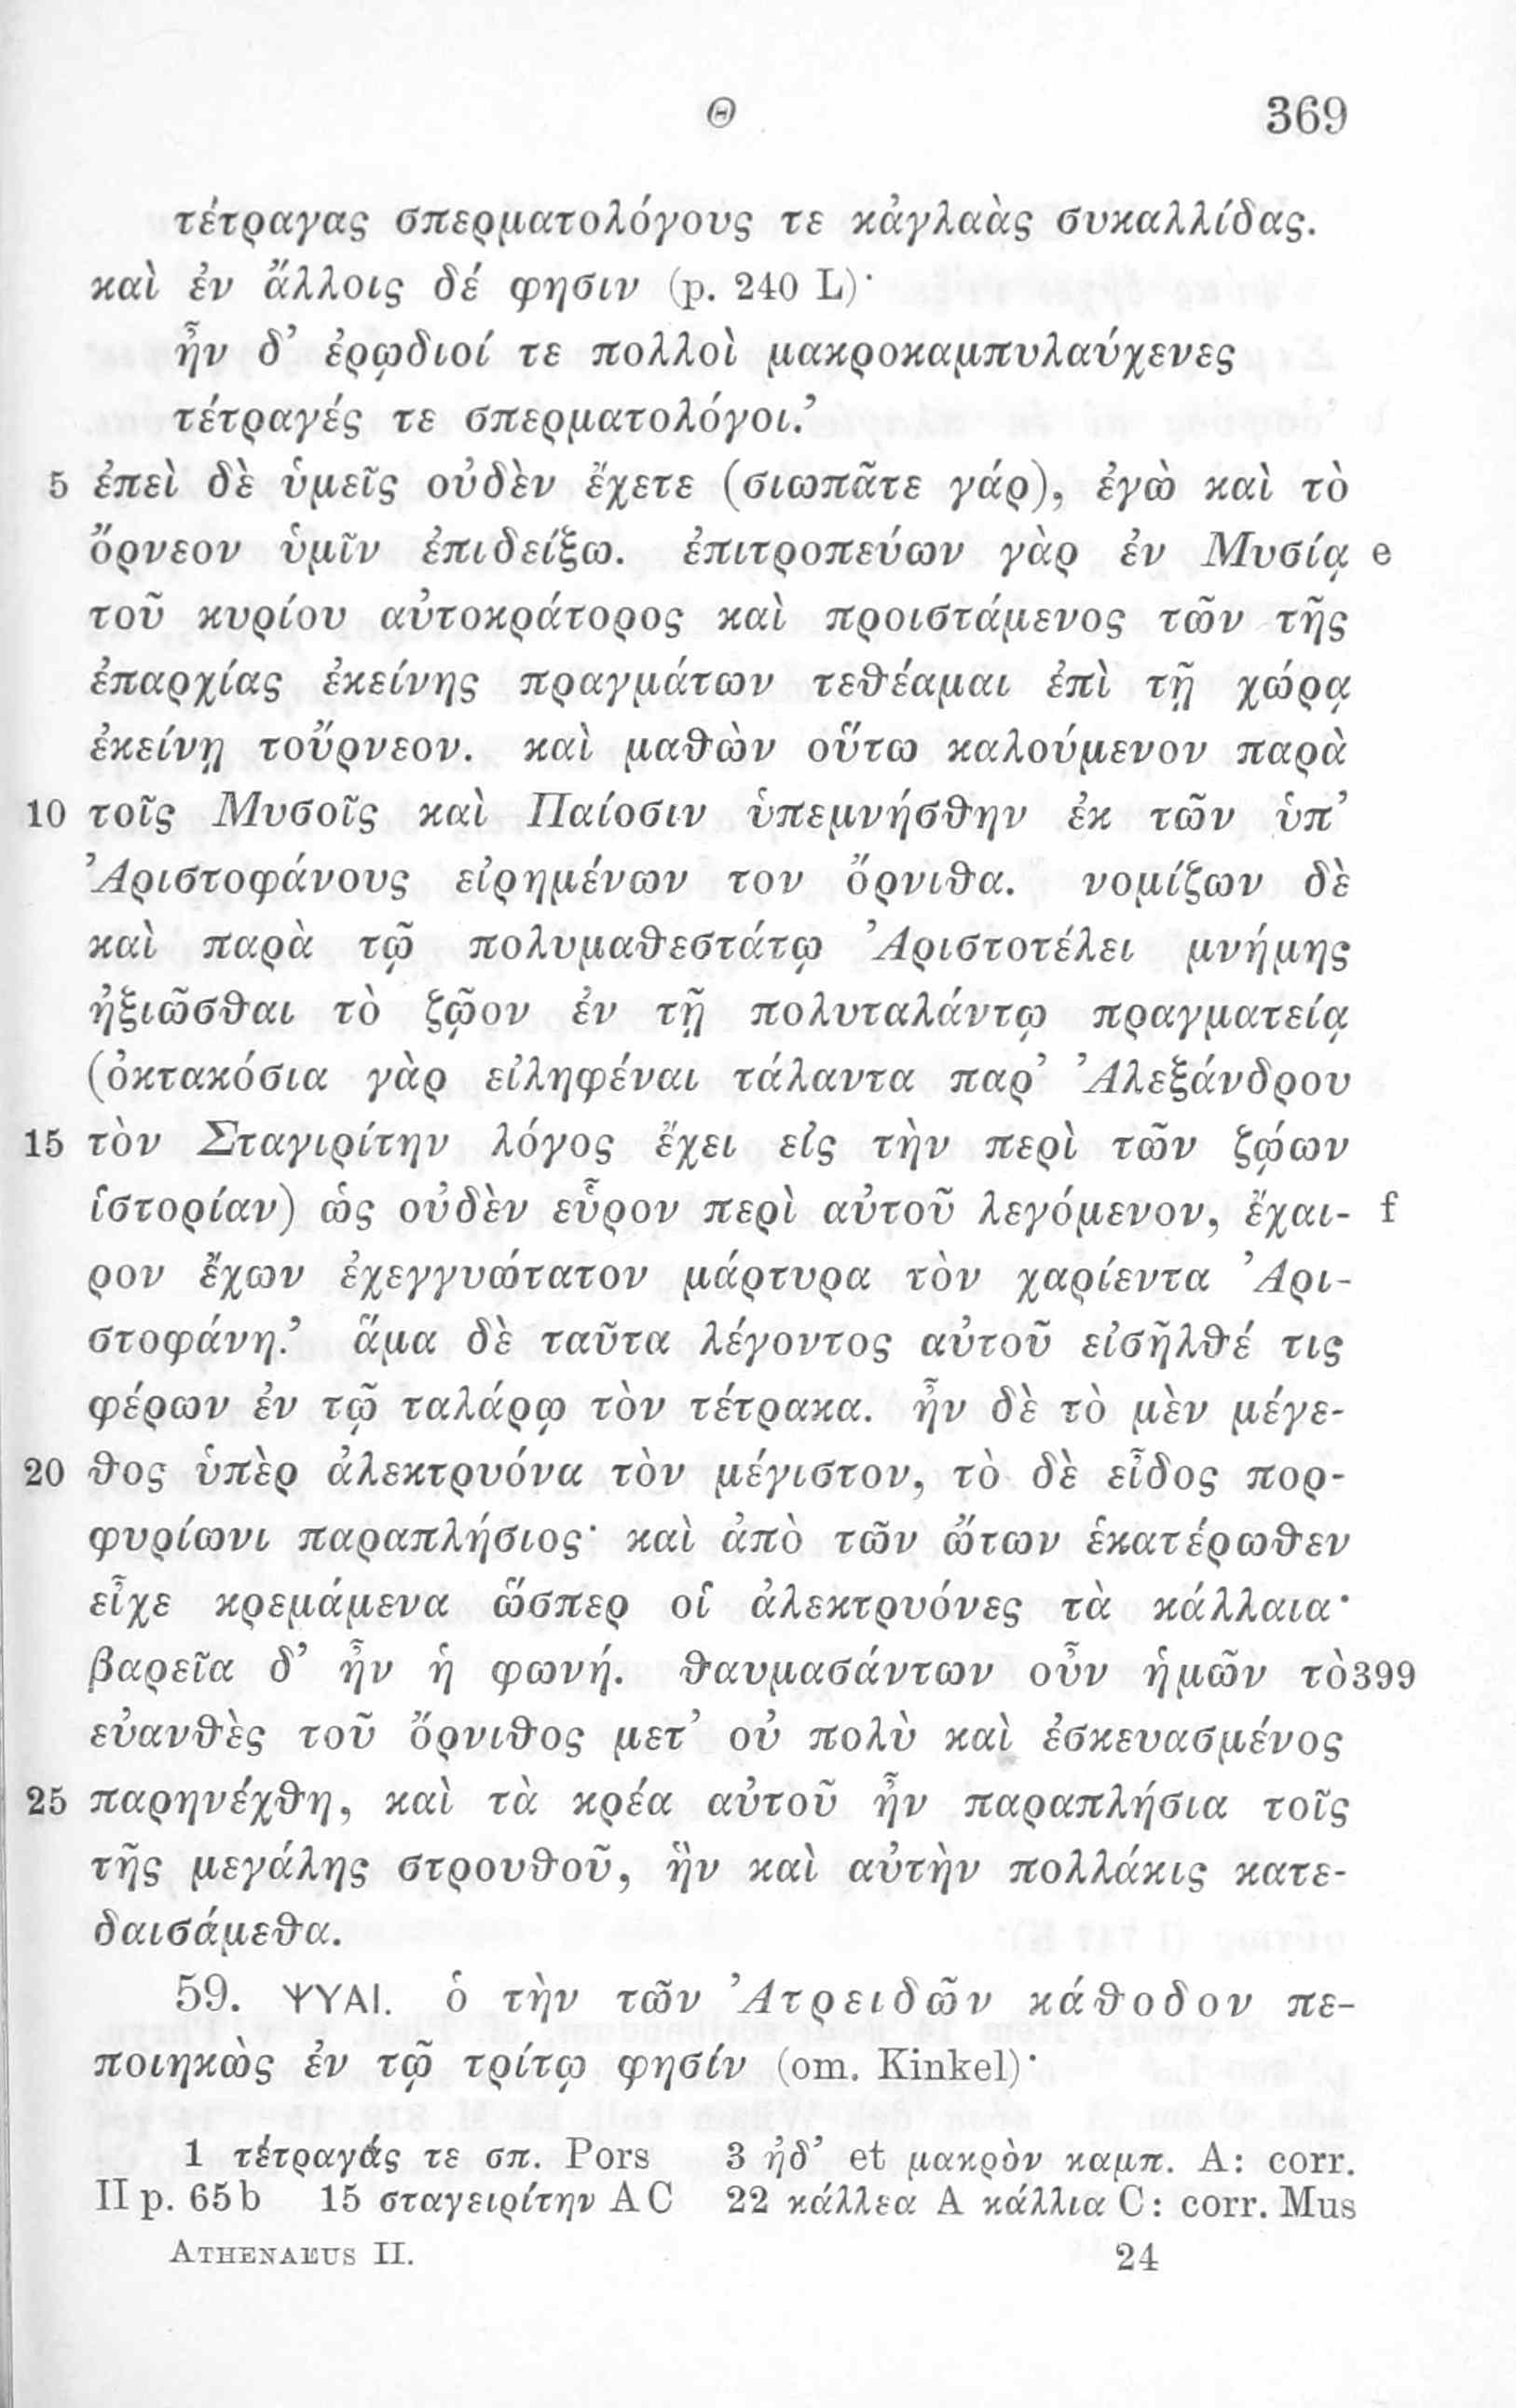 Θ 369
τέτραγας σπερματολόγους τε κἀγλαὰς συκαλλίδας.
καὶ ἐν ἄλλοις δέ φησιν (p. 240 L)·
ἦν δ’ ἐρῳδιοί τε πολλοὶ μακροκαμπυλαύχενες
τέτραγές τε σπερματολόγοι.’
5 ἐπεὶ δὲ ὑμεῖς οὐδὲν ἔχετε (σιωπᾶτε γάρ), ἐγὼ καὶ τὸ
ὄρνεον ὑμῖν ἐπιδείξω. ἐπιτροπεύων γὰρ ἐν Μυσίᾳ e
τοῦ κυρίου αὐτοκράτορος καὶ προιστάμενος τῶν τῆς
ἐπαρχίας ἐκείνης πραγμάτων τεθέαμαι ἐπὶ τῇ χώρᾳ
ἐκείνῃ τοὔρνεον. καὶ μαθὼν οὕτω καλούμενον παρὰ
10 τοῖς Μυσοῖς καὶ Παίοσιν ὑπεμνήσθην ἐκ τῶν ὑπ’
Ἀριστοφάνους εἰρημένων τον ὄρνιθα. νομίζων δὲ
καὶ παρὰ τῷ πολυμαθεστάτῳ Ἀριστοτέλει μνήμης
ἠξιῶσθαι τὸ ζῷον ἐν τῇ πολυταλάντῳ πραγματείᾳ
(ὀκτακόσια γὰρ εἰληφέναι τάλαντα παρ’ Ἀλεξάνδρου
15 τὸν Σταγιρίτην λόγος ἔχει εἰς τὴν περὶ τῶν ζῴων
ἱστορίαν) ὡς οὐδὲν εὗρον περὶ αὐτοῦ λεγόμενον, ἔχαι- f
ρον ἔχων ἐχεγγυώτατον μάρτυρα τὸν χαρίεντα Ἀρι-
στοφάνη.’ ἅμα δὲ ταῦτα λέγοντος αὐτοῦ εἰσῆλθέ τις
φέρων ἐν τῷ ταλάρῳ τὸν τέτρακα. ἦν δὲ τὸ μὲν μέγε-
20 θος ὑπὲρ ἀλεκτρυόνα τὸν μέγιστον, τὸ δὲ εἶδος πορ-
φυρίωνι παραπλήσιος· καὶ ἀπὸ τῶν ὤτων ἑκατέρωθεν
εἶχε κρεμάμενα ὥσπερ οἱ ἀλεκτρυόνες τὰ κάλλαια·
βαρεῖα δ’ ἦν ἡ φωνή. θαυμασάντων οὖν ἡμῶν τὸ 399
εὐανθὲς τοῦ ὄρνιθος μετ’ οὐ πολὺ καὶ ἐσκευασμένος
25 παρηνέχθη, καὶ τὰ κρέα αὐτοῦ ἦν παραπλήσια τοῖς
τῆς μεγάλης στρουθοῦ, ἣν καὶ αὐτὴν πολλάκις κατε-
δαισάμεθα.
59. ΨΥΑΙ. ὁ τὴν τῶν Ἀτρειδῶν κάθοδον πε-
ποιηκὼς ἐν τῷ τρίτῳ φησίν (om. Kinkel)·
1 τέτραγάς τε σπ. Pors 3 ἠδ’ et μακρὸν καμπ. A: corr.
II p. 65b 15 σταγειρίτην AC 22 κάλλεα A κάλλια C: corr. Mus
ATHENAEUS II. 24